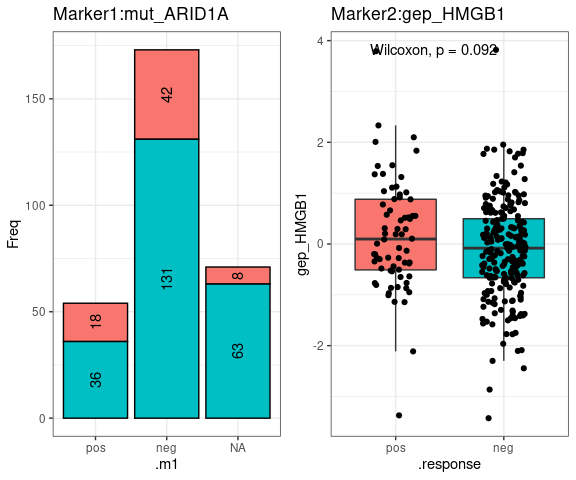 Marker1:mut_ARID1A
Freq
150
100
50
0
42
131
18
36
8
63
pos
neg
NA
.m1
Marker2:gep_HMGB1
Wilcoxon, p = 0.092
gep_HMGB1
4
2
0
-2
pos
neg
.response